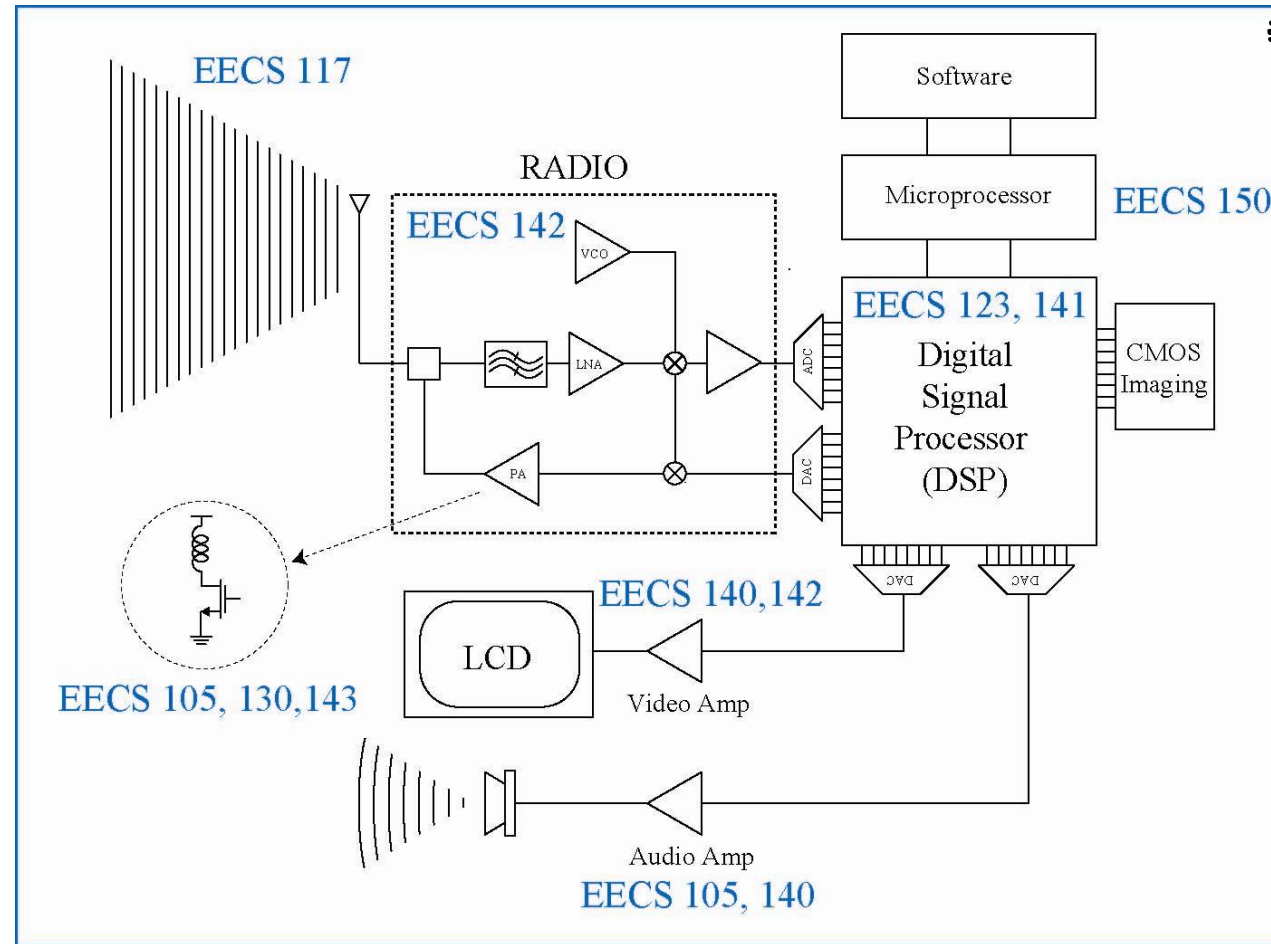 EECS 117
Software
RADIO
Microprocessor
EECS 150
EECS 142
VCO
EECS 123, 141
LNA
ADC
Digital
Signal
Processor
(DSP)
CMOS
Imaging
PA
DAC
DAC
DAC
EECS 140,142
LCD
Video Amp
EECS 105, 130,143
Audio Amp
EECS 105, 140